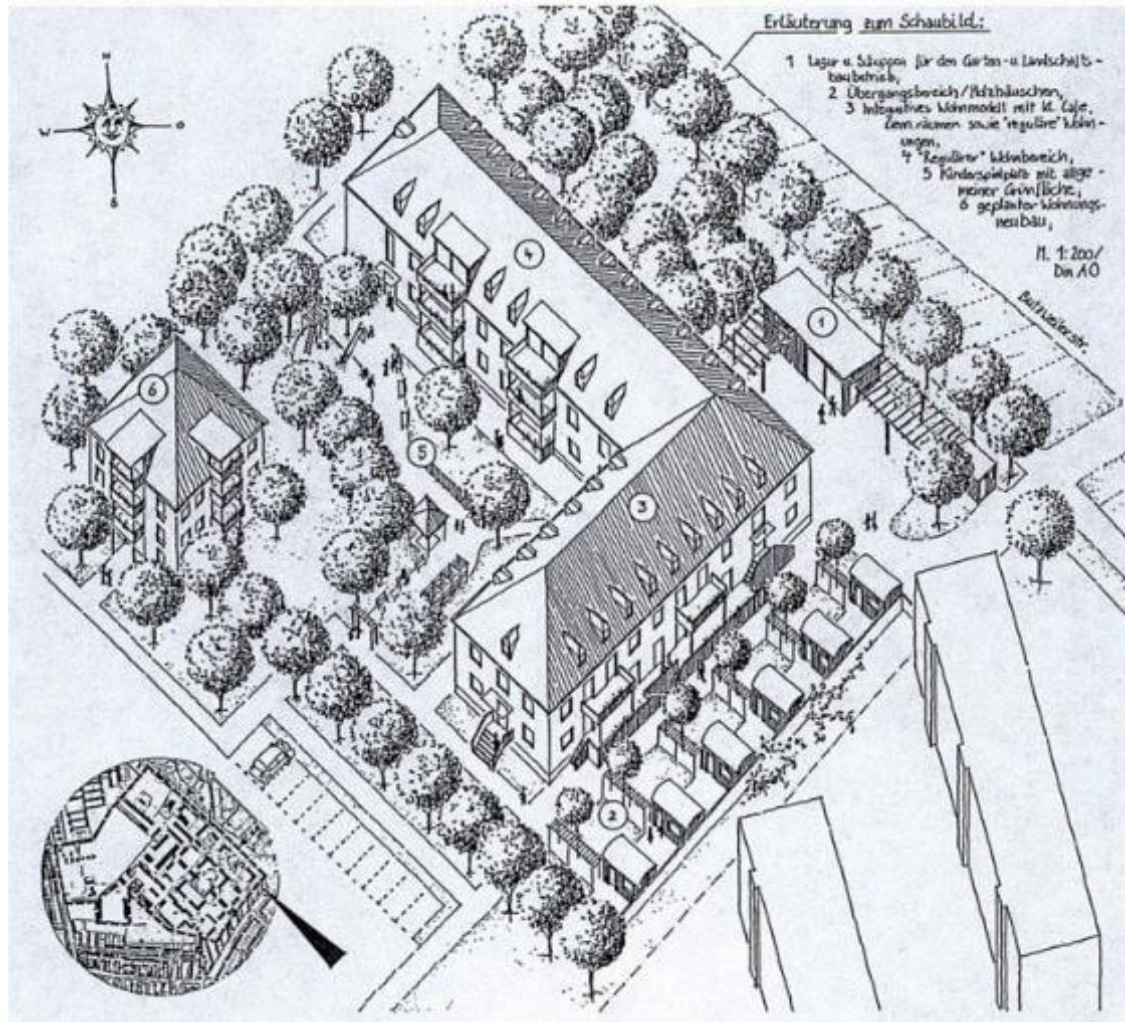 Erläuterung zum Schaubild:
1 Lager u. Schuppen für den Garten- u. Landschafts-
baubetrieb,
2 Übergangsbereich/Holzhäuschen,
3 Integratives Wohnmodell mit kl. Cafe,
räumen sowie "reguläre" Wohn-
ungen,
4 "Regulärer" Wohnbereich,
5 Kinderspielplatz mit allge-
meiner Grünfläche,
6 geplanter Wohnungs-
neubau,
M. 1:200/
Din A0
N
W
O
S
4
1
6
5
3
2